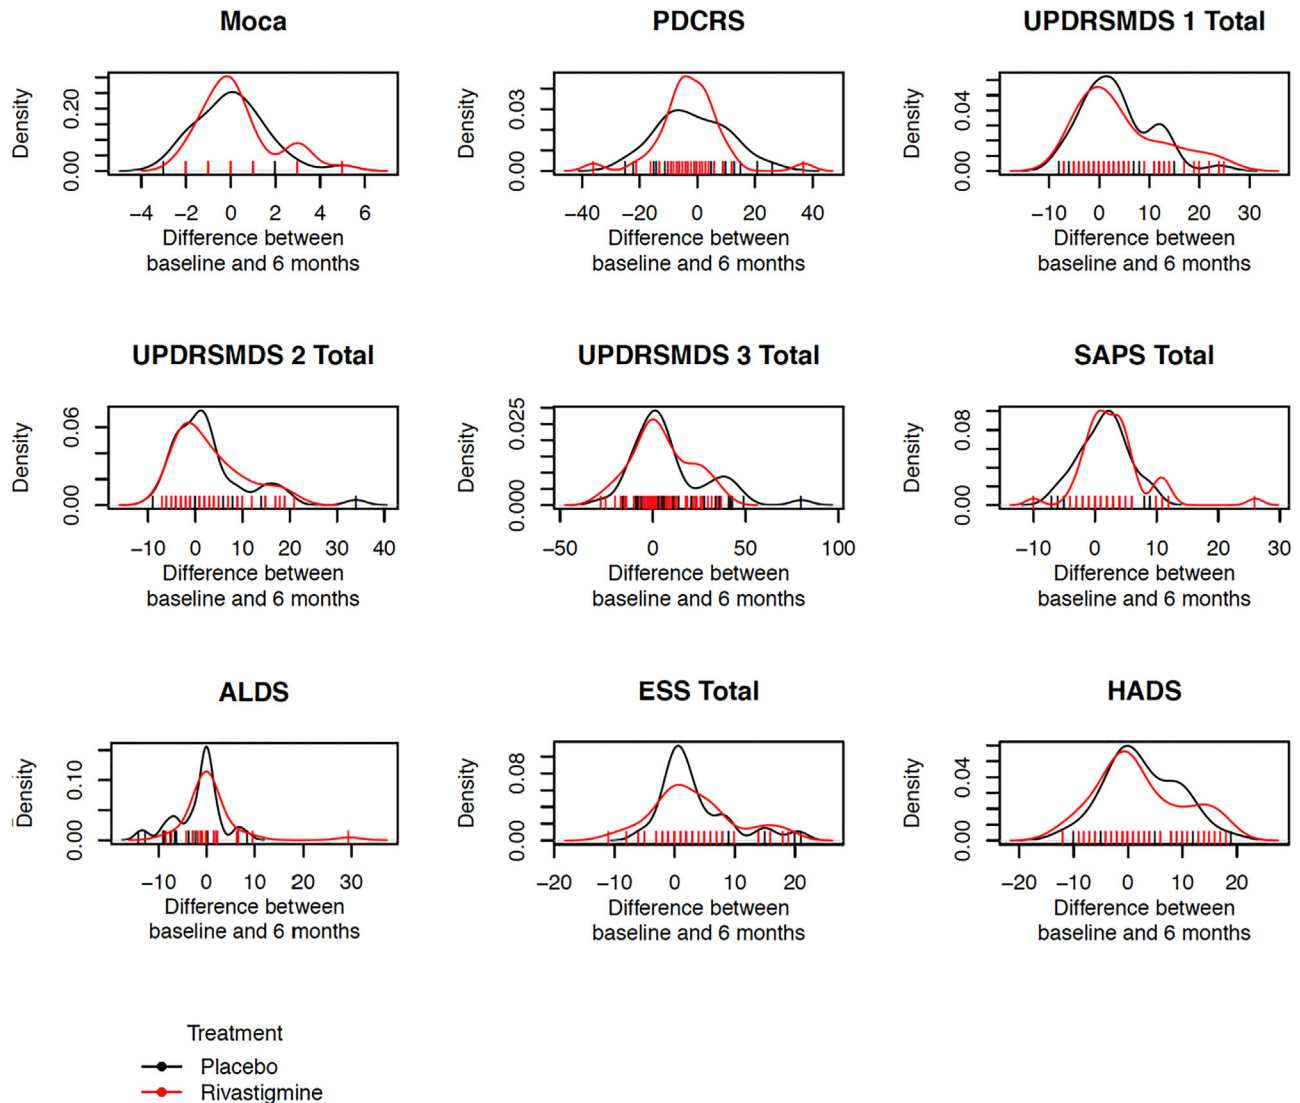 Moca
Density
0.00 0.20
−4 −2 0 2 4 6
Difference between
baseline and 6 months
PDCRS
Density
0.00 0.03
−40 −20 0 20 40
Difference between
baseline and 6 months
UPDRSMDS 1 Total
Density
0.00 0.04
−10 0 10 20 30
Difference between
baseline and 6 months
UPDRSMDS 2 Total
Density
0.00 0.06
−10 0 10 20 30 40
Difference between
baseline and 6 months
UPDRSMDS 3 Total
Density
0.000 0.025
−50 0 50 100
Difference between
baseline and 6 months
SAPS Total
Density
0.00 0.08
−10 0 10 20 30
Difference between
baseline and 6 months
ALDS
Density
0.00 0.10
−10 0 10 20 30
Difference between
baseline and 6 months
ESS Total
Density
0.00 0.08
−20 −10 0 10 20
Difference between
baseline and 6 months
HADS
Density
0.00 0.04
−20 −10 0 10 20
Difference between
baseline and 6 months
Treatment
Placebo
Rivastigmine